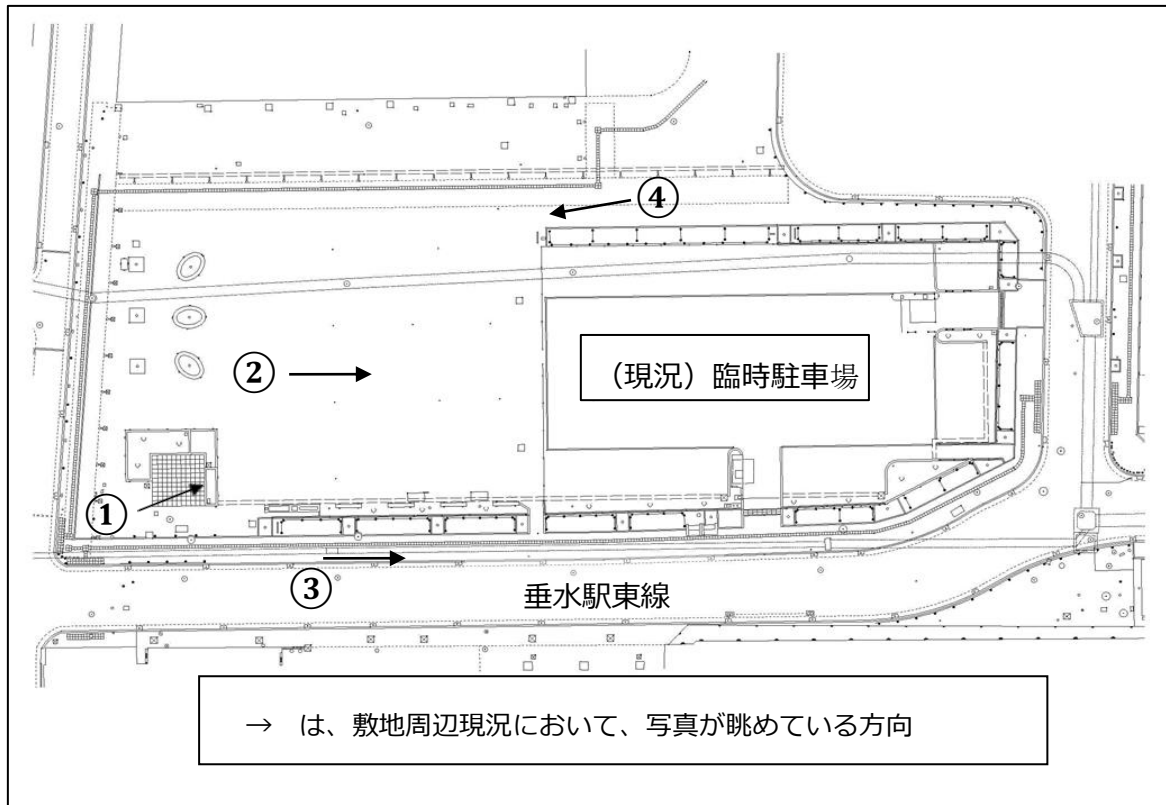 ④
(現況)臨時駐車場
②
①
③
垂水駅東線
→ は、敷地周辺現況において、写真が眺めている方向